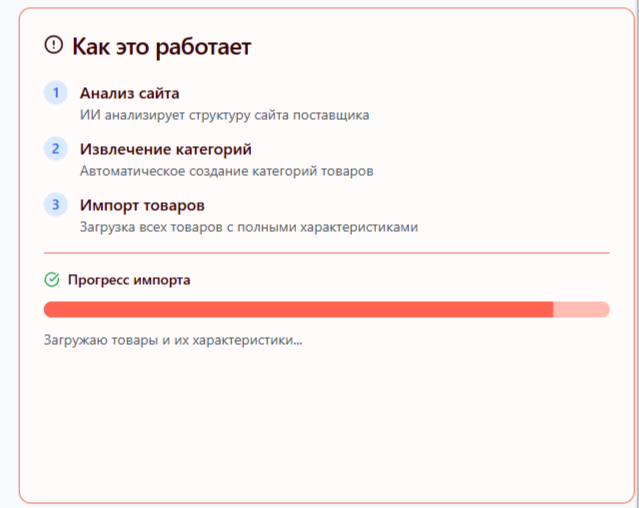 Как это работает
1 Анализ сайта
ИИ анализирует структуру сайта поставщика
2 Извлечение категорий
Автоматическое создание категорий товаров
3 Импорт товаров
Загрузка всех товаров с полными характеристиками
Прогресс импорта
Загружаю товары и их характеристики...